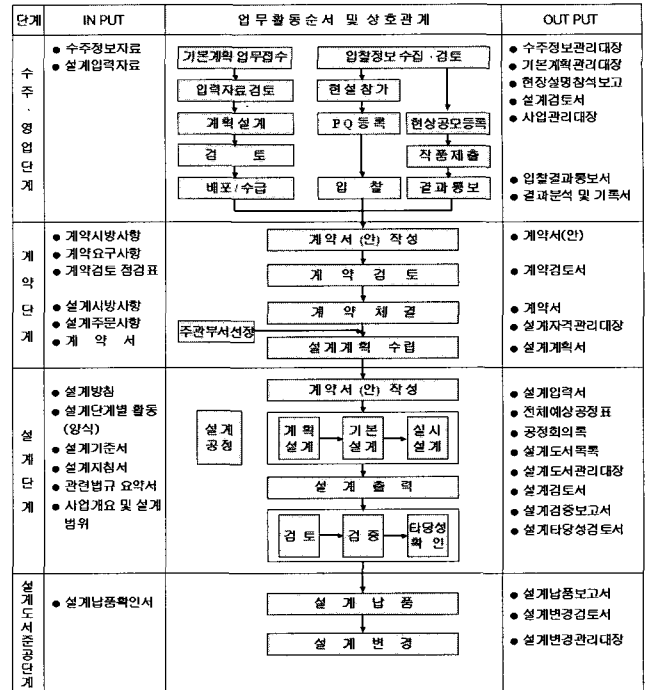 단계
IN PUT
업무활동순서 및 상호관계
OUT PUT
수주·영업단계
● 수주정보자료
● 설계입력자료
기본계획업무접수
입찰정보수집·검토
입력자료검토
현설참가
계획설계
PQ등록
현상공모등록
검 토
작품제출
배포/수급
입 찰
결과통보
● 수주정보관리대장
● 기본계획관리대장
● 현장설명참석보고
● 설계검토서
● 사업관리대장
● 입찰결과통보서
● 결과분석 및 기록서
계약단계
● 계약시방사항
● 계약요구사항
● 계약검토 점검표
● 설계시방사항
● 설계주문사항
● 계 약 서
계약서 (안) 작성
계 약 검 토
계 약 체 결
주관부서선정
설계계획 수립
● 계약서(안)
● 계약검토서
● 계약서
● 설계자격관리대장
● 설계계획서
설계단계
● 설계방침
● 설계단계별 활동
(양식)
● 설계기준서
● 설계지침서
● 관련법규 요약서
● 사업개요 및 설계
범위
계약서 (안) 작성
설계
공정
계획
설계
기본
설계
실시
설계
설 계 출 력
검 토
검 증
타당성
확 인
● 설계입력서
● 전체예상공정표
● 공정회의록
● 설계도서목록
● 설계도서관리대장
● 설계검토서
● 설계검증보고서
● 설계타당성검토서
설계도서준공단계
● 설계납품확인서
설 계 납 품
설 계 변 경
● 설계납품보고서
● 설계변경검토서
● 설계변경관리대장